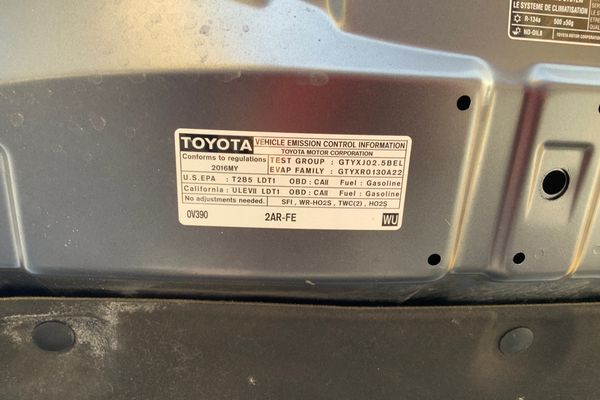 LE SYSTEME DE CLIMATISATION
R-134a 500 ±50g
ND-OIL8 TOYOTA MOTOR CORPORATION
TOYOTA VEHICLE EMISSION CONTROL INFORMATION
TOYOTA MOTOR CORPORATION
Conforms to regulations
2016MY
TEST GROUP : GTYXJ02.5BEL
EVAP FAMILY : GTYXR0130A22
U.S.EPA : T2B5 LDT1 OBD : CAII Fuel : Gasoline
California : ULEVII LDT1 OBD : CAII Fuel : Gasoline
No adjustments needed. SFI , WR-HO2S , TWC(2) , HO2S
0V390 2AR-FE WU